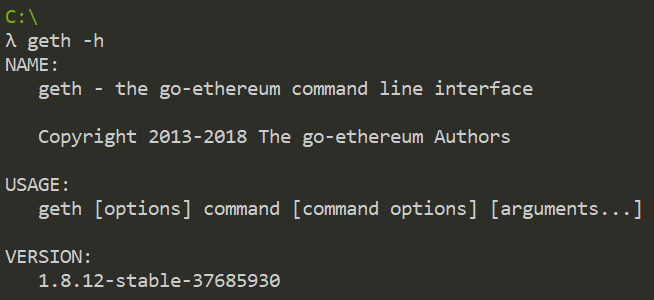 C:\
λ geth -h
NAME:
geth - the go-ethereum command line interface
Copyright 2013-2018 The go-ethereum Authors
USAGE:
geth [options] command [command options] [arguments...]
VERSION:
1.8.12-stable-37685930